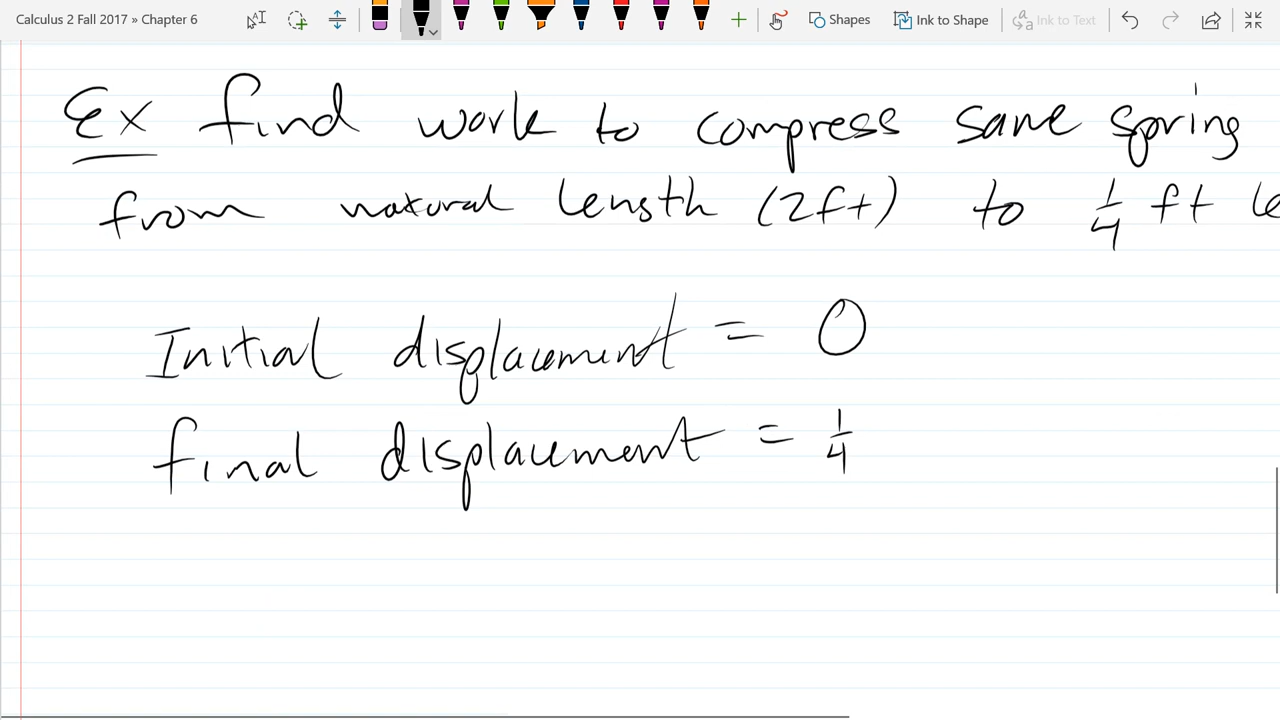 Calculus 2 Fall 2017 » Chapter 6
Shapes
Ink to Shape
Ink to Text
Ex find work to compress same spring
from natural length (2ft) to 1/4 ft
Initial displacement = 0
final displacement = 1/4